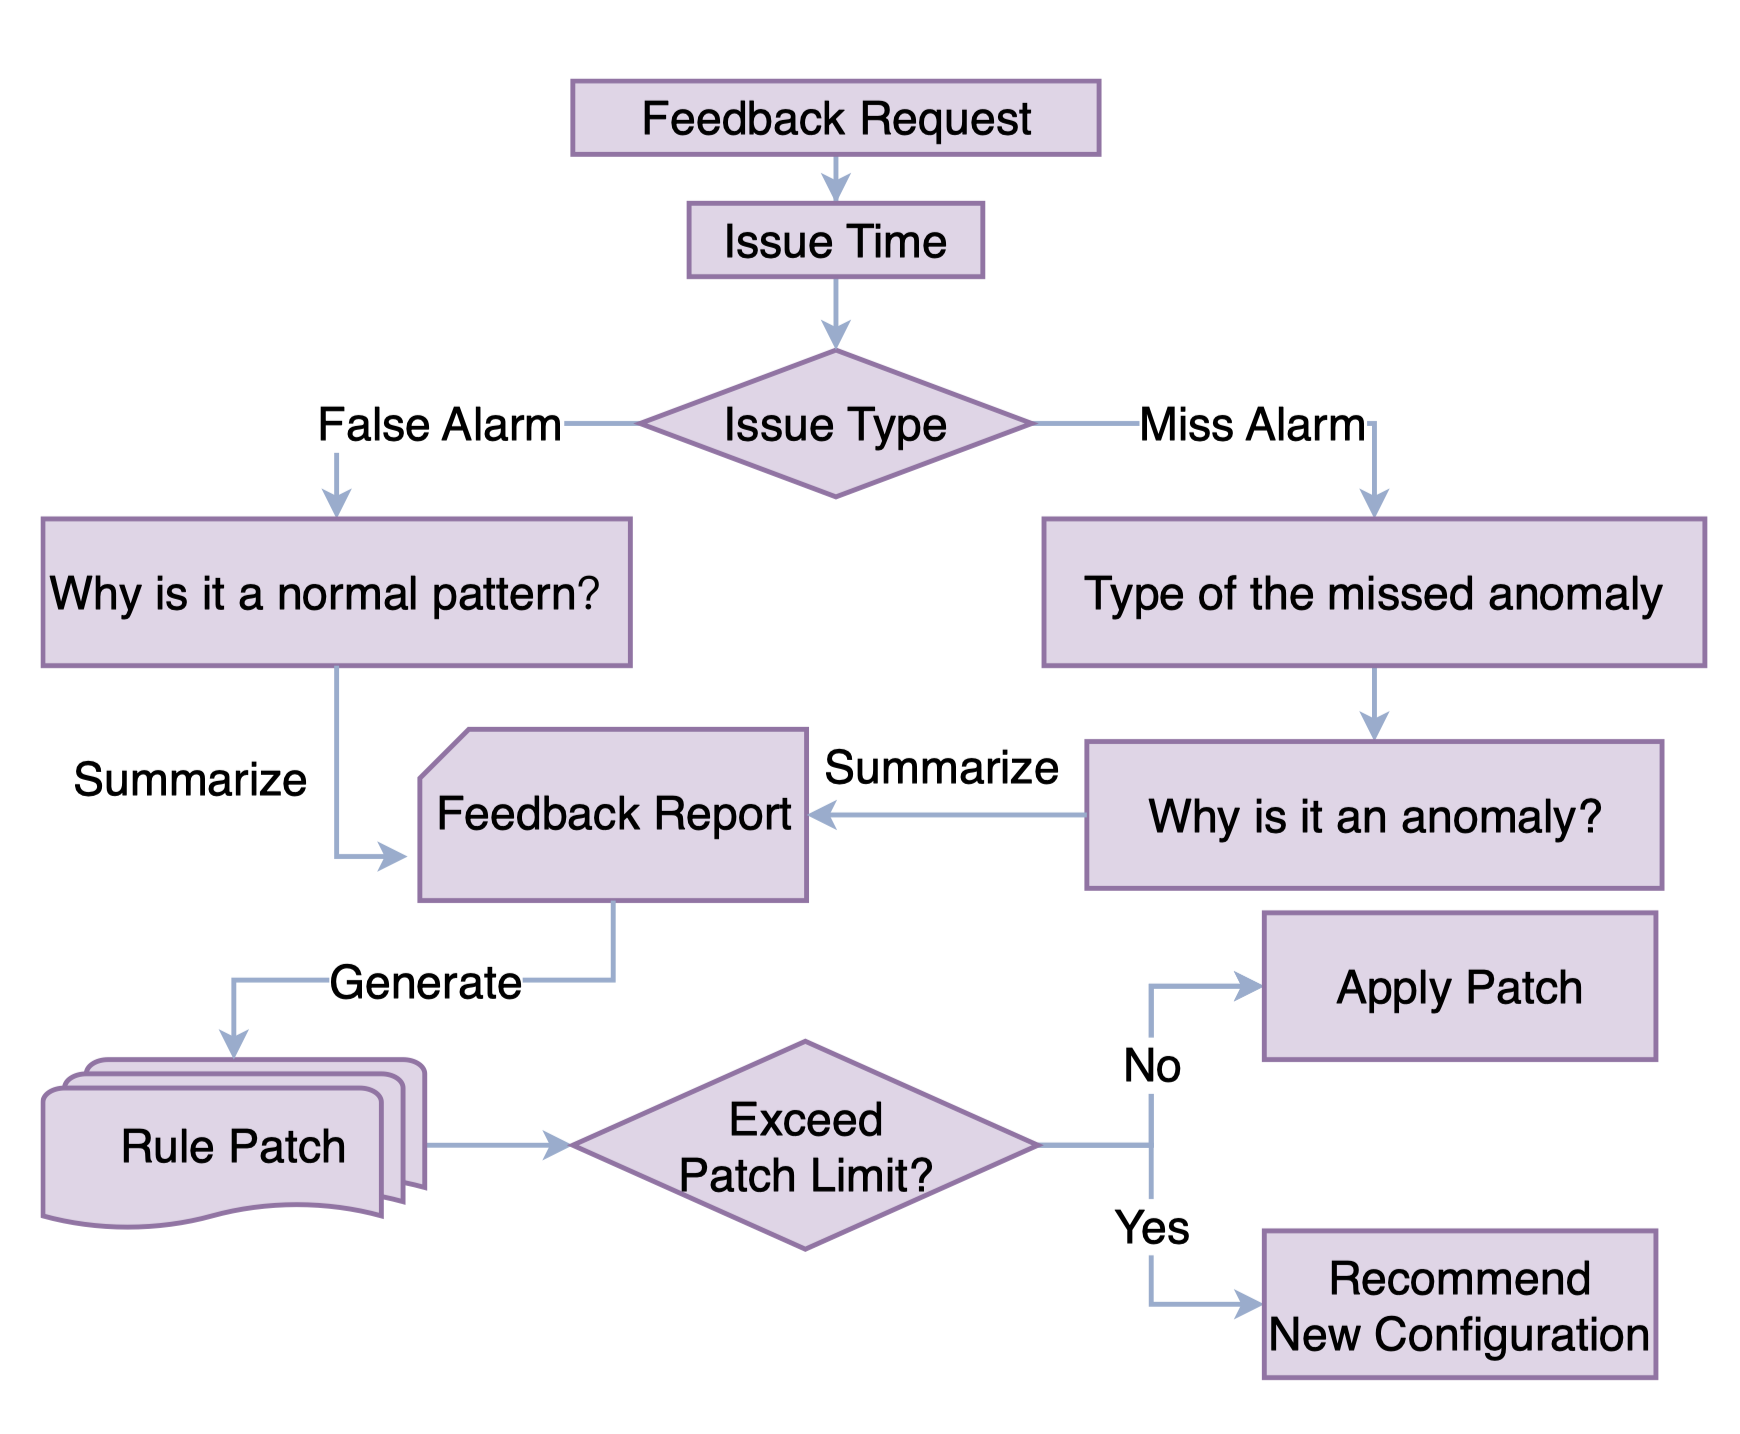 Feedback Request
Issue Time
Issue Type
False Alarm
Miss Alarm
Why is it a normal pattern?
Type of the missed anomaly
Summarize
Feedback Report
Summarize
Why is it an anomaly?
Generate
Apply Patch
No
Rule Patch
Exceed
Patch Limit?
Yes
Recommend
New Configuration